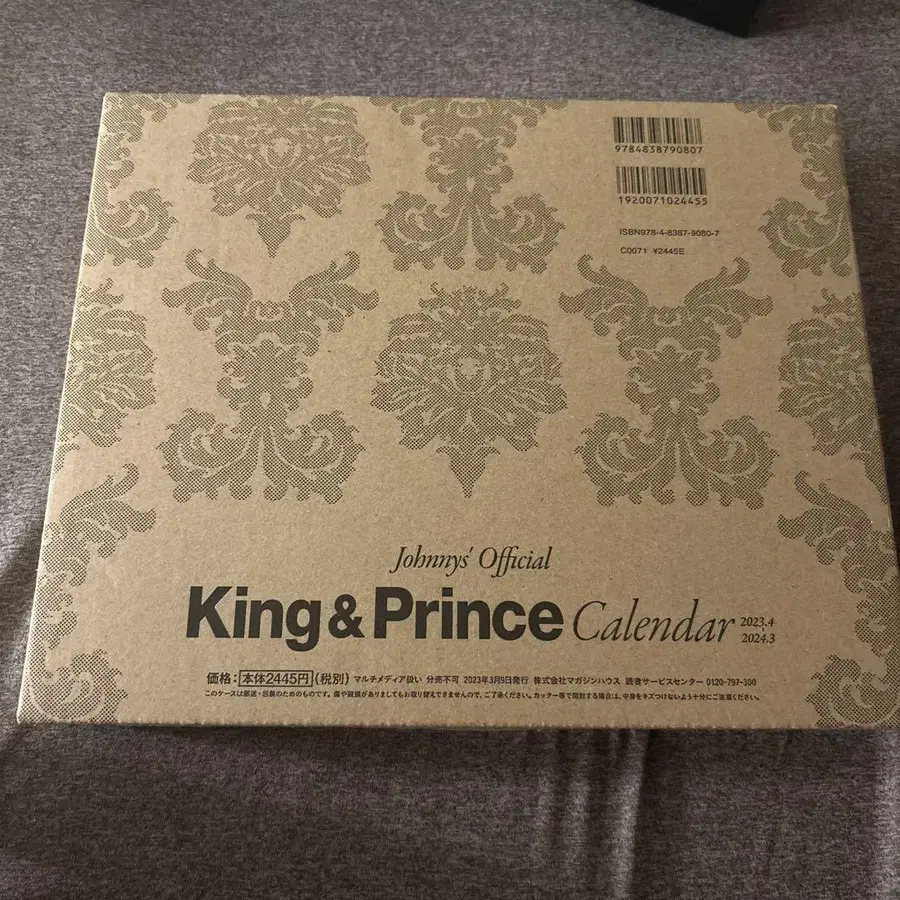 9784838790807
1920071024455
ISBN978-4-8387-9080-7
C0071 ¥2445E
Johnnys' Official
King & Prince Calendar 2023.4
2024.3
価格：本体2445円(税別) マルチメディア扱い 分売不可 2023年3月9日発行 株式会社マガジンハウス 読者サービスセンター 0120-797-300
このケースは郵送・包装のためのものです。傷や破損がありましてもお取り替えできませんので、ご了承ください。カッター等で開封する場合は、中身をキズつけないよう十分にご注意ください。